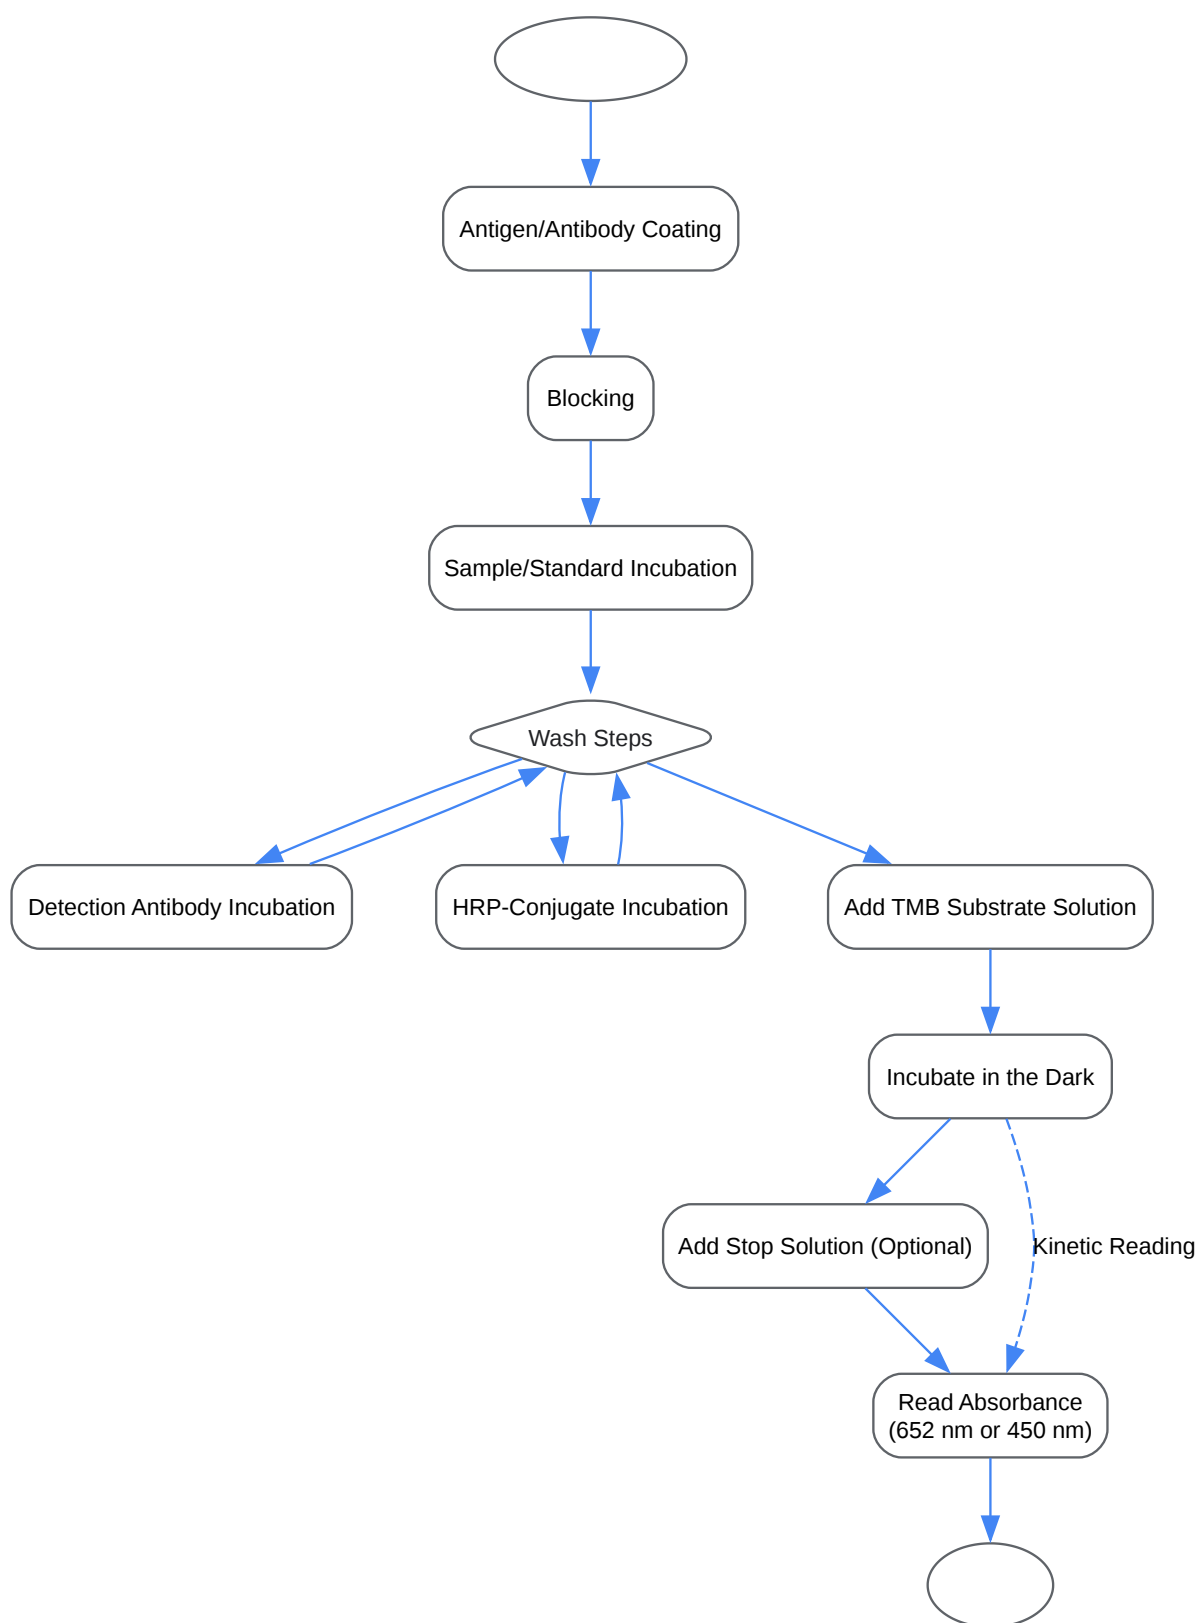 Antigen/Antibody Coating
Blocking
Sample/Standard Incubation
Wash Steps
Detection Antibody Incubation
HRP-Conjugate Incubation
Add TMB Substrate Solution
Incubate in the Dark
Add Stop Solution (Optional)
Kinetic Reading
Read Absorbance
(652 nm or 450 nm)